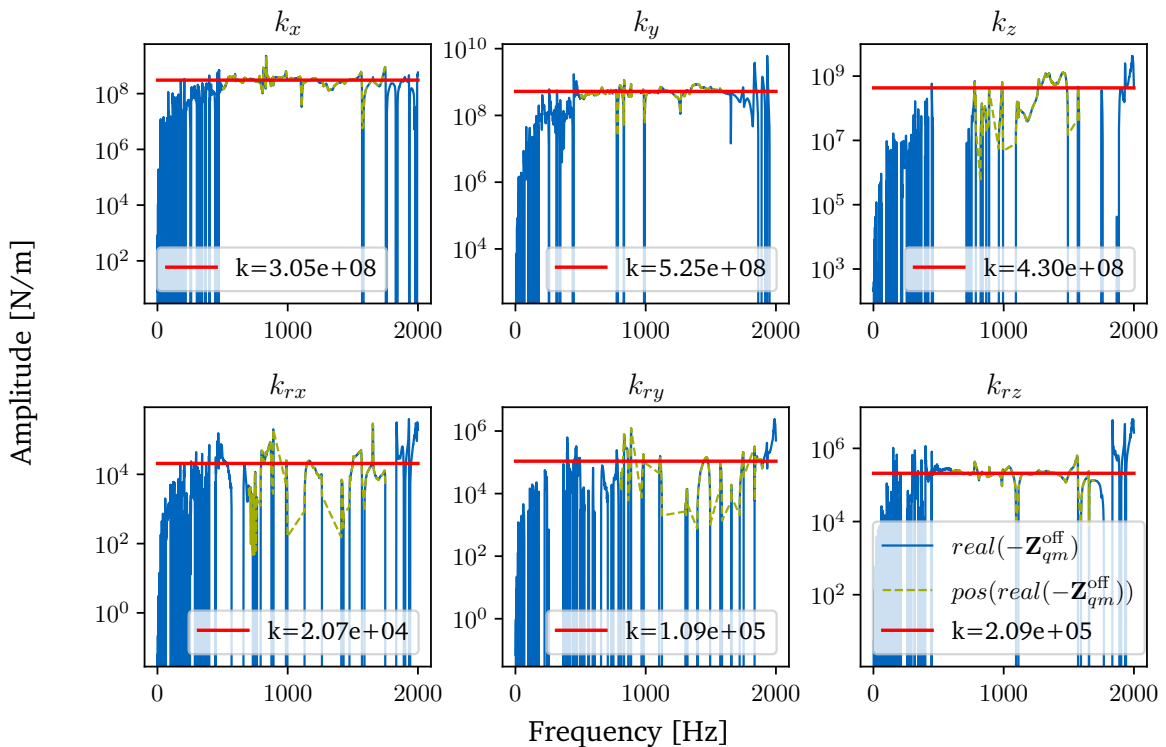 k_x
k_y
k_z
Amplitude [N/m]
10^8
10^6
10^4
10^2
0
1000
2000
k=3.05e+08
10^10
10^8
10^6
10^4
0
1000
2000
k=5.25e+08
10^9
10^7
10^5
10^3
0
1000
2000
k=4.30e+08
k_rx
k_ry
k_rz
10^4
10^2
10^0
0
1000
2000
k=2.07e+04
10^6
10^4
10^2
10^0
0
1000
2000
k=1.09e+05
10^6
10^4
10^2
0
1000
2000
real(−Z_qm^off)
pos(real(−Z_qm^off))
k=2.09e+05
Frequency [Hz]